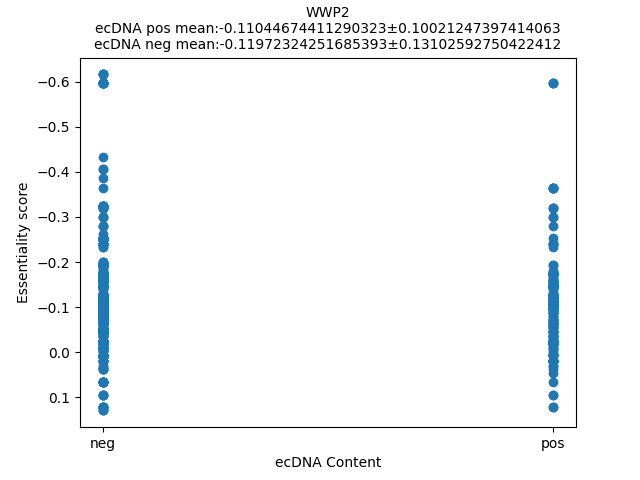 WWP2
ecDNA pos mean:-0.11044674411290323±0.10021247397414063
ecDNA neg mean:-0.11972324251685393±0.13102592750422412
−0.6
−0.5
−0.4
−0.3
−0.2
−0.1
0.0
0.1
Essentiality score
neg
pos
ecDNA Content